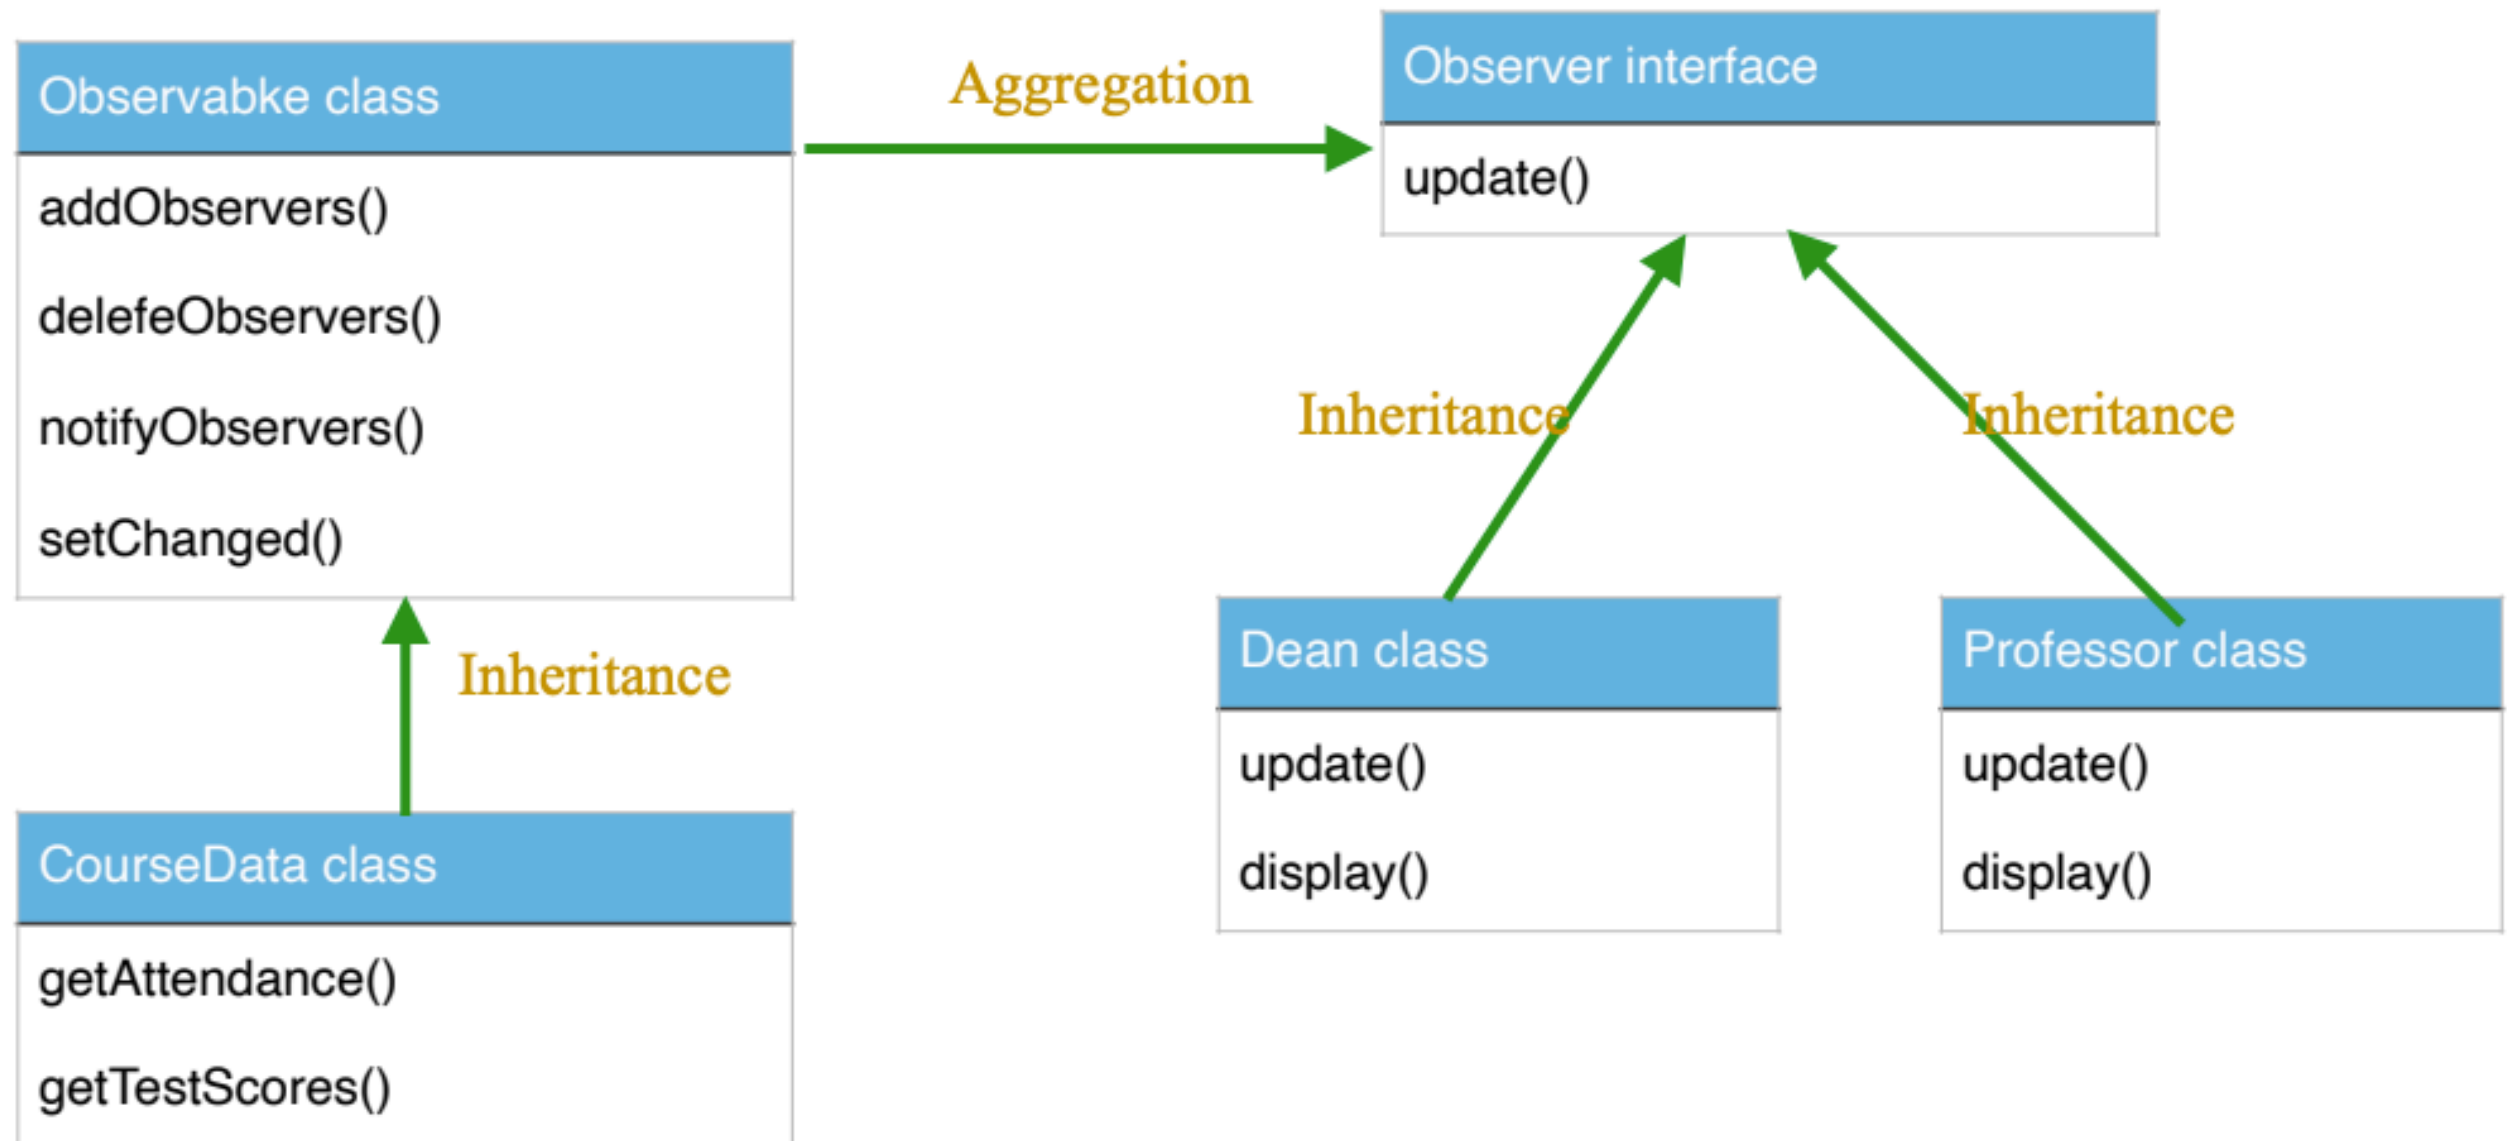 Observabke class
addObservers()
delefeObservers()
notifyObservers()
setChanged()
Aggregation
Observer interface
update()
Inheritance
Inheritance
Inheritance
CourseData class
getAttendance()
getTestScores()
Dean class
update()
display()
Professor class
update()
display()